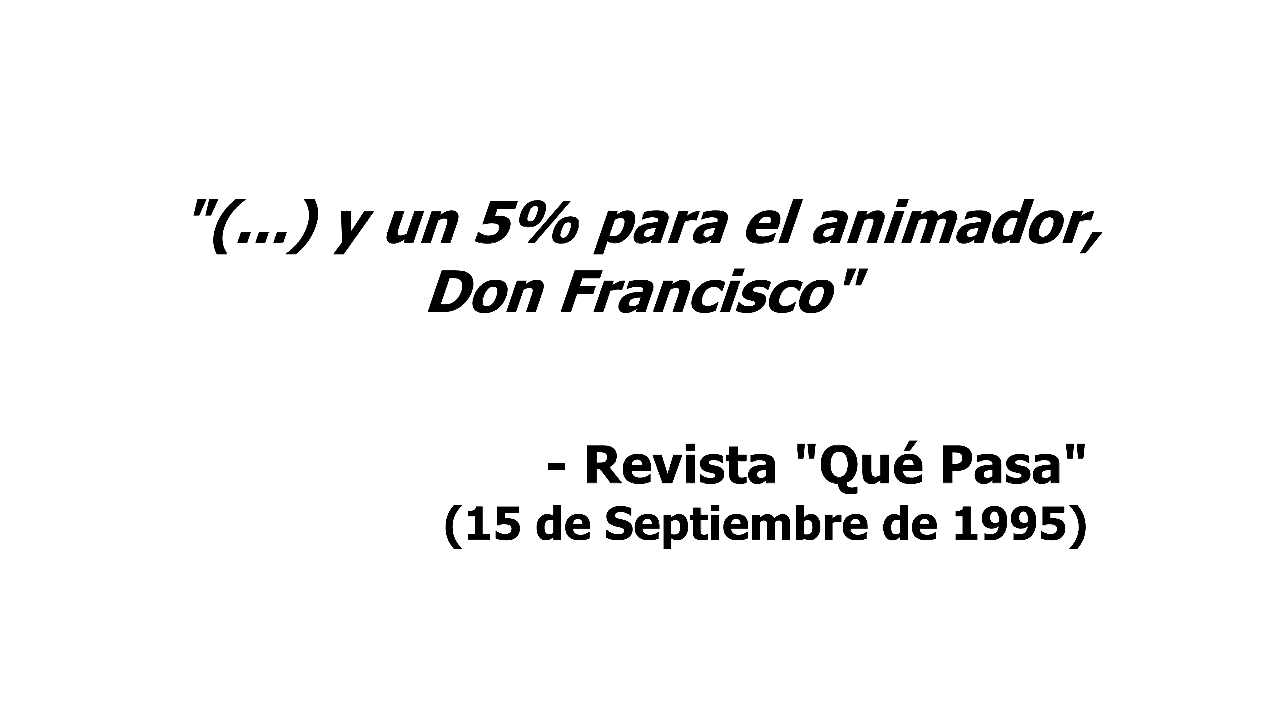 "(...) y un 5% para el animador,
Don Francisco"
- Revista "Qué Pasa"
(15 de Septiembre de 1995)